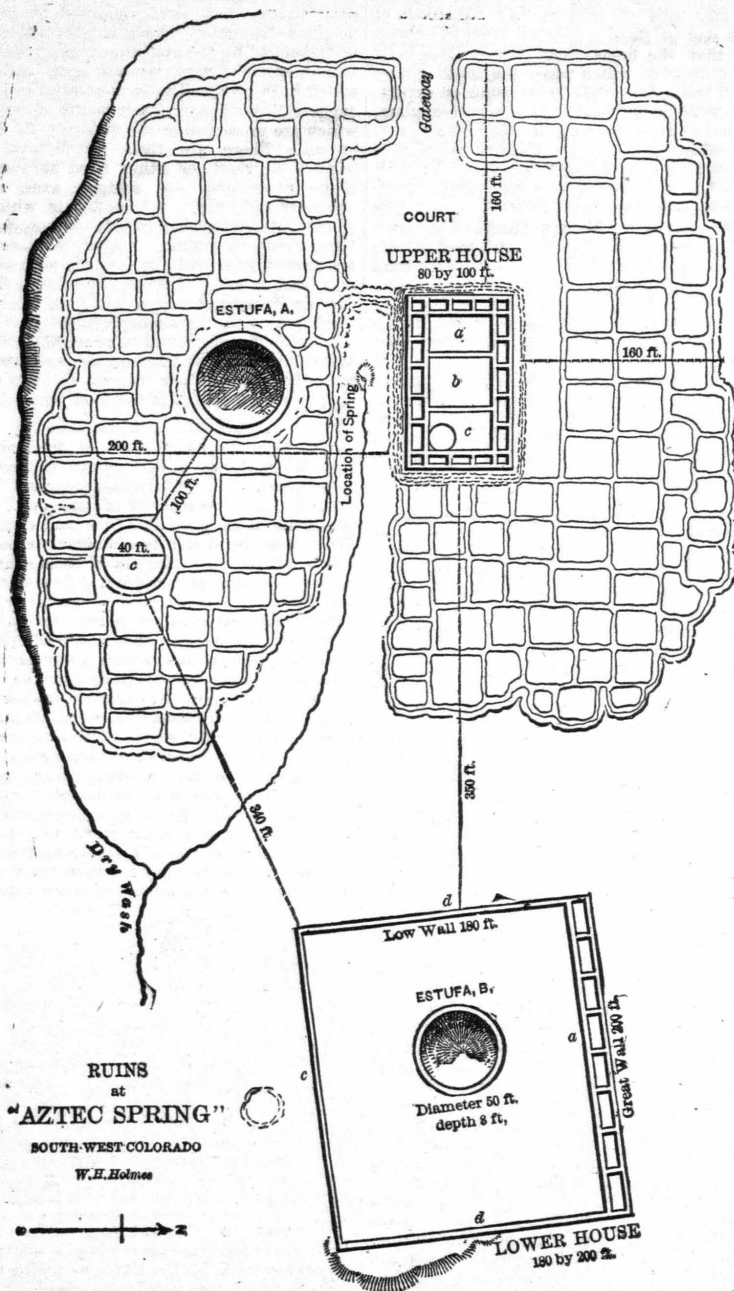 Gateway
160 ft.
COURT
UPPER HOUSE
80 by 100 ft.
ESTUFA, A.
a
b
c
160 ft.
Location of Spring
200 ft.
100 ft.
40 ft.
c
350 ft.
340 ft.
Dry Wash
d
Low Wall 180 ft.
ESTUFA, B.
Diameter 50 ft.
depth 8 ft,
c
a
Great Wall 200 ft.
d
LOWER HOUSE
180 by 200 ft.
RUINS
at
"AZTEC SPRING"
SOUTH-WEST COLORADO
W.H.Holmes
S
N